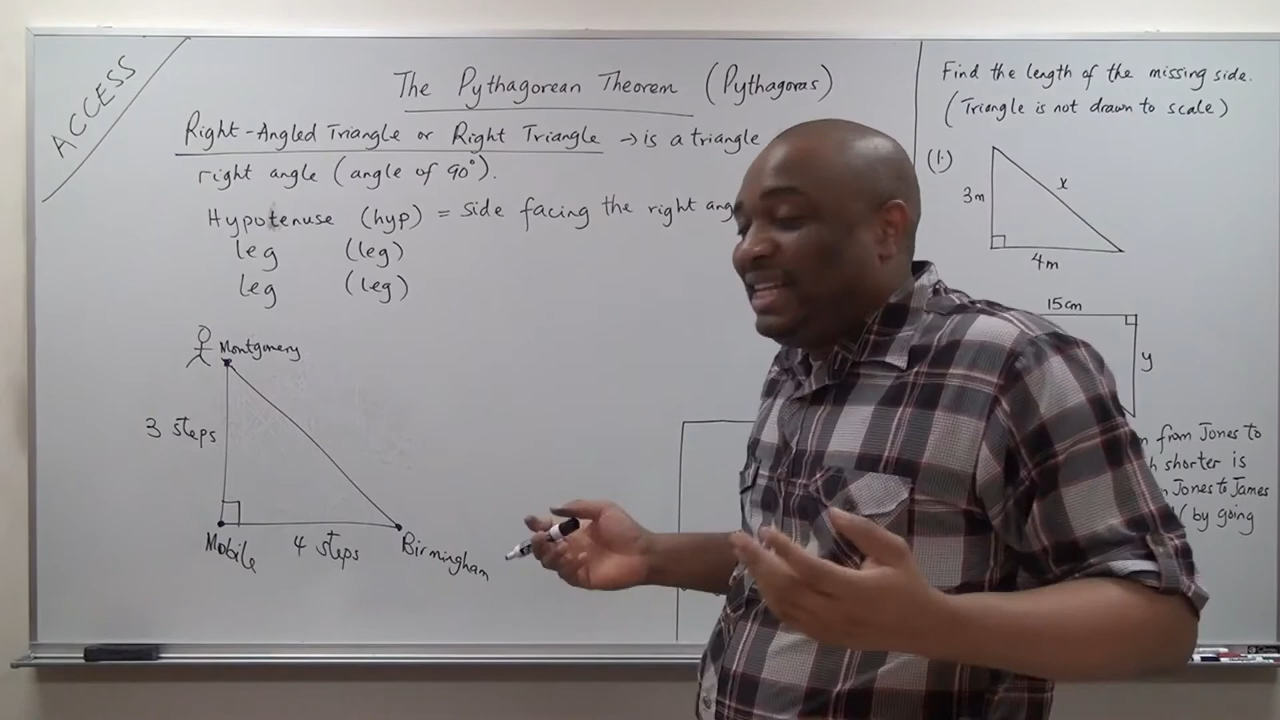 ACCESS
The Pythagorean Theorem (Pythagoras)
Right-Angled Triangle or Right Triangle → is a triangle
right angle (angle of 90°).
Hypotenuse (hyp) = side facing the right
leg (leg)
leg (leg)
Montgomery
3 steps
Mobile
4 steps
Birmingham
Find the length of the missing side.
(Triangle is not drawn to scale)
(1.)
3m
x
4m
15cm
y
from Jones to
shorter is
Jones to James
by going